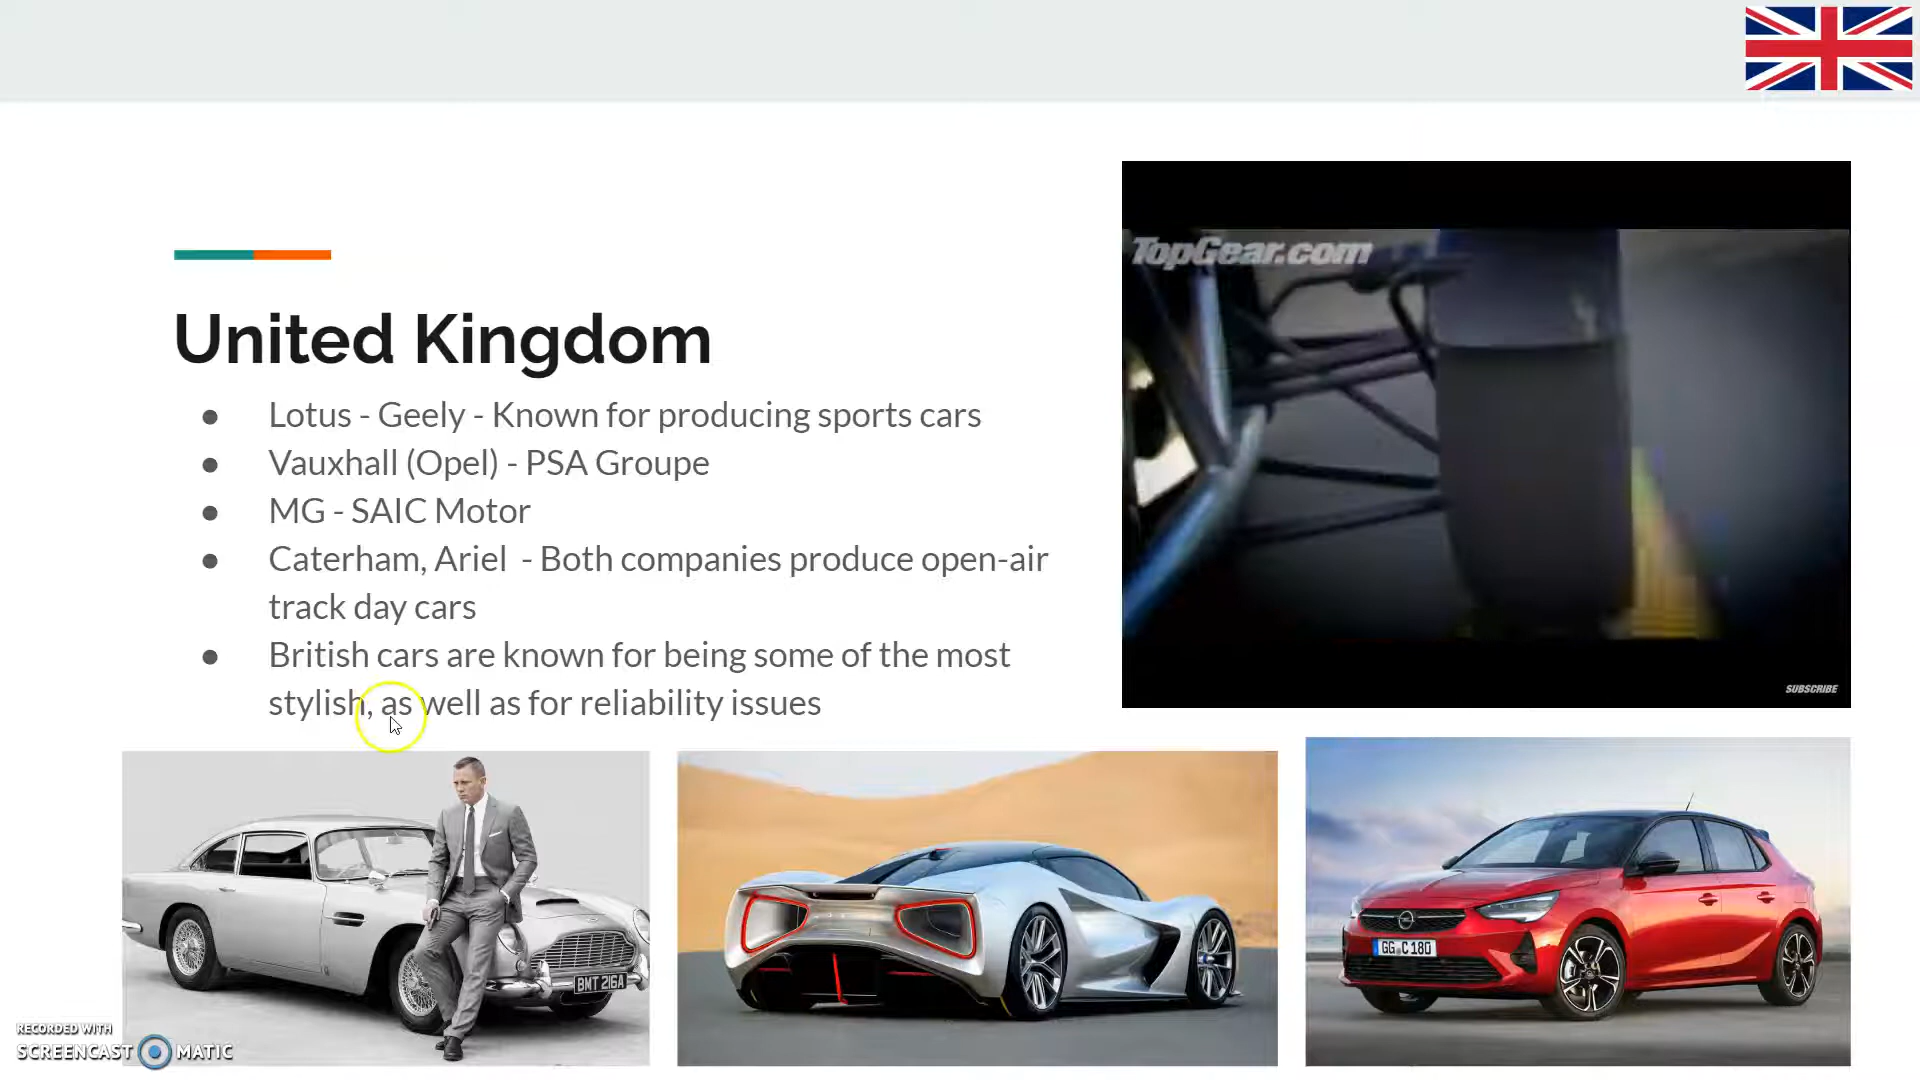 TopGear.com
United Kingdom
● Lotus - Geely - Known for producing sports cars
● Vauxhall (Opel) - PSA Groupe
● MG - SAIC Motor
● Caterham, Ariel - Both companies produce open-air
track day cars
● British cars are known for being some of the most
stylish, as well as for reliability issues
SUBSCRIBE
BMT 216A
GG C 180
RECORDED WITH
SCREENCAST MATIC